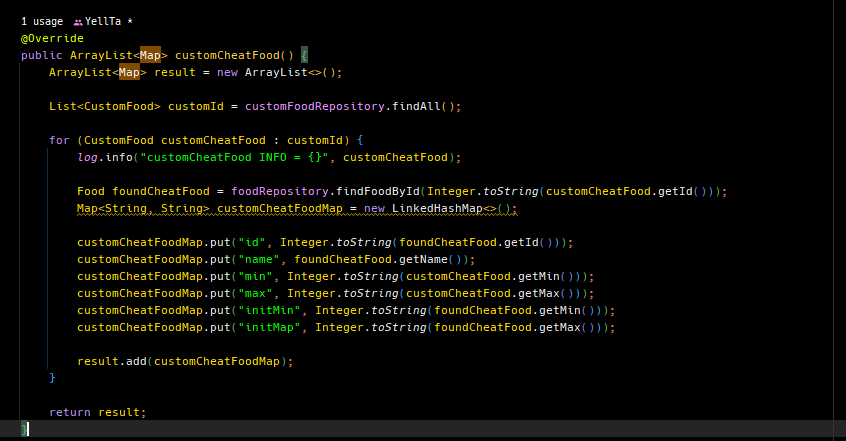 1 usage YellTa *
@Override
public ArrayList<Map> customCheatFood() {
    ArrayList<Map> result = new ArrayList<>();
    List<CustomFood> customId = customFoodRepository.findAll();
    for (CustomFood customCheatFood : customId) {
        log.info("customCheatFood INFO = {}", customCheatFood);
        Food foundCheatFood = foodRepository.findFoodById(Integer.toString(customCheatFood.getId()));
        Map<String, String> customCheatFoodMap = new LinkedHashMap<>();
        customCheatFoodMap.put("id", Integer.toString(foundCheatFood.getId()));
        customCheatFoodMap.put("name", foundCheatFood.getName());
        customCheatFoodMap.put("min", Integer.toString(customCheatFood.getMin()));
        customCheatFoodMap.put("max", Integer.toString(customCheatFood.getMax()));
        customCheatFoodMap.put("initMin", Integer.toString(foundCheatFood.getMin()));
        customCheatFoodMap.put("initMap", Integer.toString(foundCheatFood.getMax()));
        result.add(customCheatFoodMap);
    }
    return result;
}